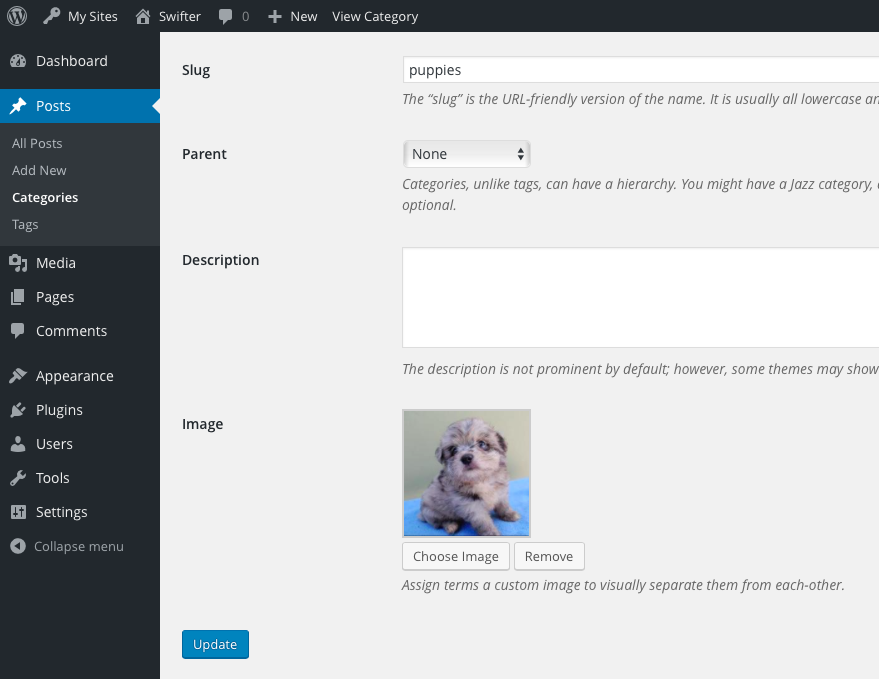 My Sites Swifter 0 New View Category
Dashboard
Posts
All Posts
Add New
Categories
Tags
Media
Pages
Comments
Appearance
Plugins
Users
Tools
Settings
Collapse menu
Slug
puppies
The “slug” is the URL-friendly version of the name. It is usually all lowercase
Parent
None
Categories, unlike tags, can have a hierarchy. You might have a Jazz category,
optional.
Description
The description is not prominent by default; however, some themes may show
Image
Choose Image Remove
Assign terms a custom image to visually separate them from each-other.
Update